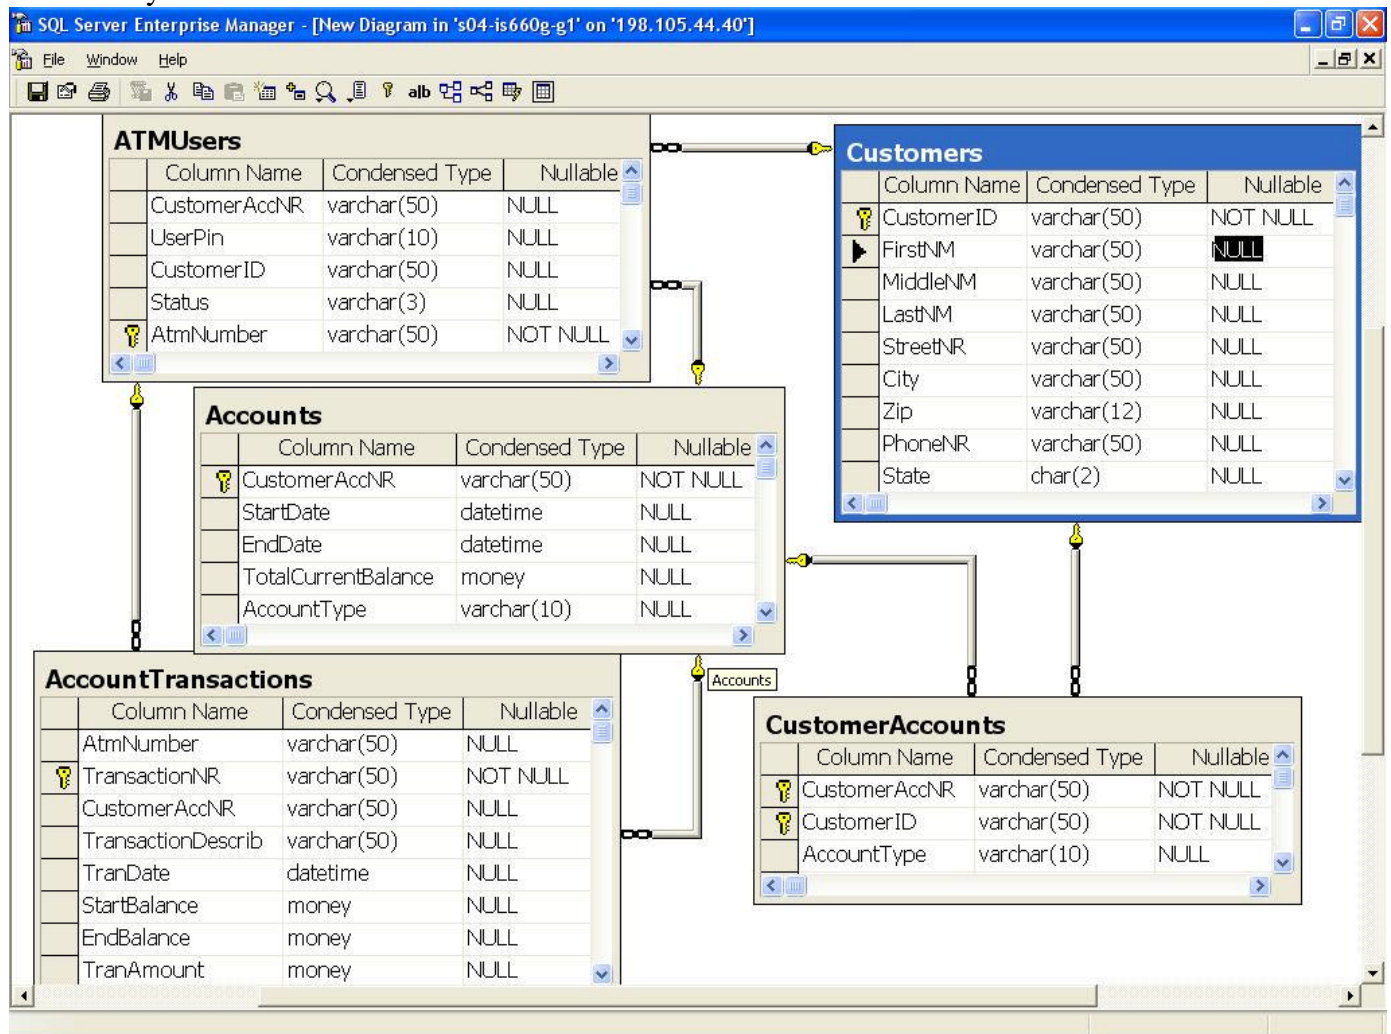 SQL Server Enterprise Manager - [New Diagram in 's04-is660g-g1' on '198.105.44.40']
File Window Help
ab
ATMUsers
Column Name Condensed Type Nullable
CustomerAccNR varchar(50) NULL
UserPin varchar(10) NULL
CustomerID varchar(50) NULL
Status varchar(3) NULL
AtmNumber varchar(50) NOT NULL
Customers
Column Name Condensed Type Nullable
CustomerID varchar(50) NOT NULL
FirstNM varchar(50) NULL
MiddleNM varchar(50) NULL
LastNM varchar(50) NULL
StreetNR varchar(50) NULL
City varchar(50) NULL
Zip varchar(12) NULL
PhoneNR varchar(50) NULL
State char(2) NULL
Accounts
Column Name Condensed Type Nullable
CustomerAccNR varchar(50) NOT NULL
StartDate datetime NULL
EndDate datetime NULL
TotalCurrentBalance money NULL
AccountType varchar(10) NULL
Accounts
AccountTransactions
Column Name Condensed Type Nullable
AtmNumber varchar(50) NULL
TransactionNR varchar(50) NOT NULL
CustomerAccNR varchar(50) NULL
TransactionDescrib varchar(50) NULL
TranDate datetime NULL
StartBalance money NULL
EndBalance money NULL
TranAmount money NULL
CustomerAccounts
Column Name Condensed Type Nullable
CustomerAccNR varchar(50) NOT NULL
CustomerID varchar(50) NOT NULL
AccountType varchar(10) NULL